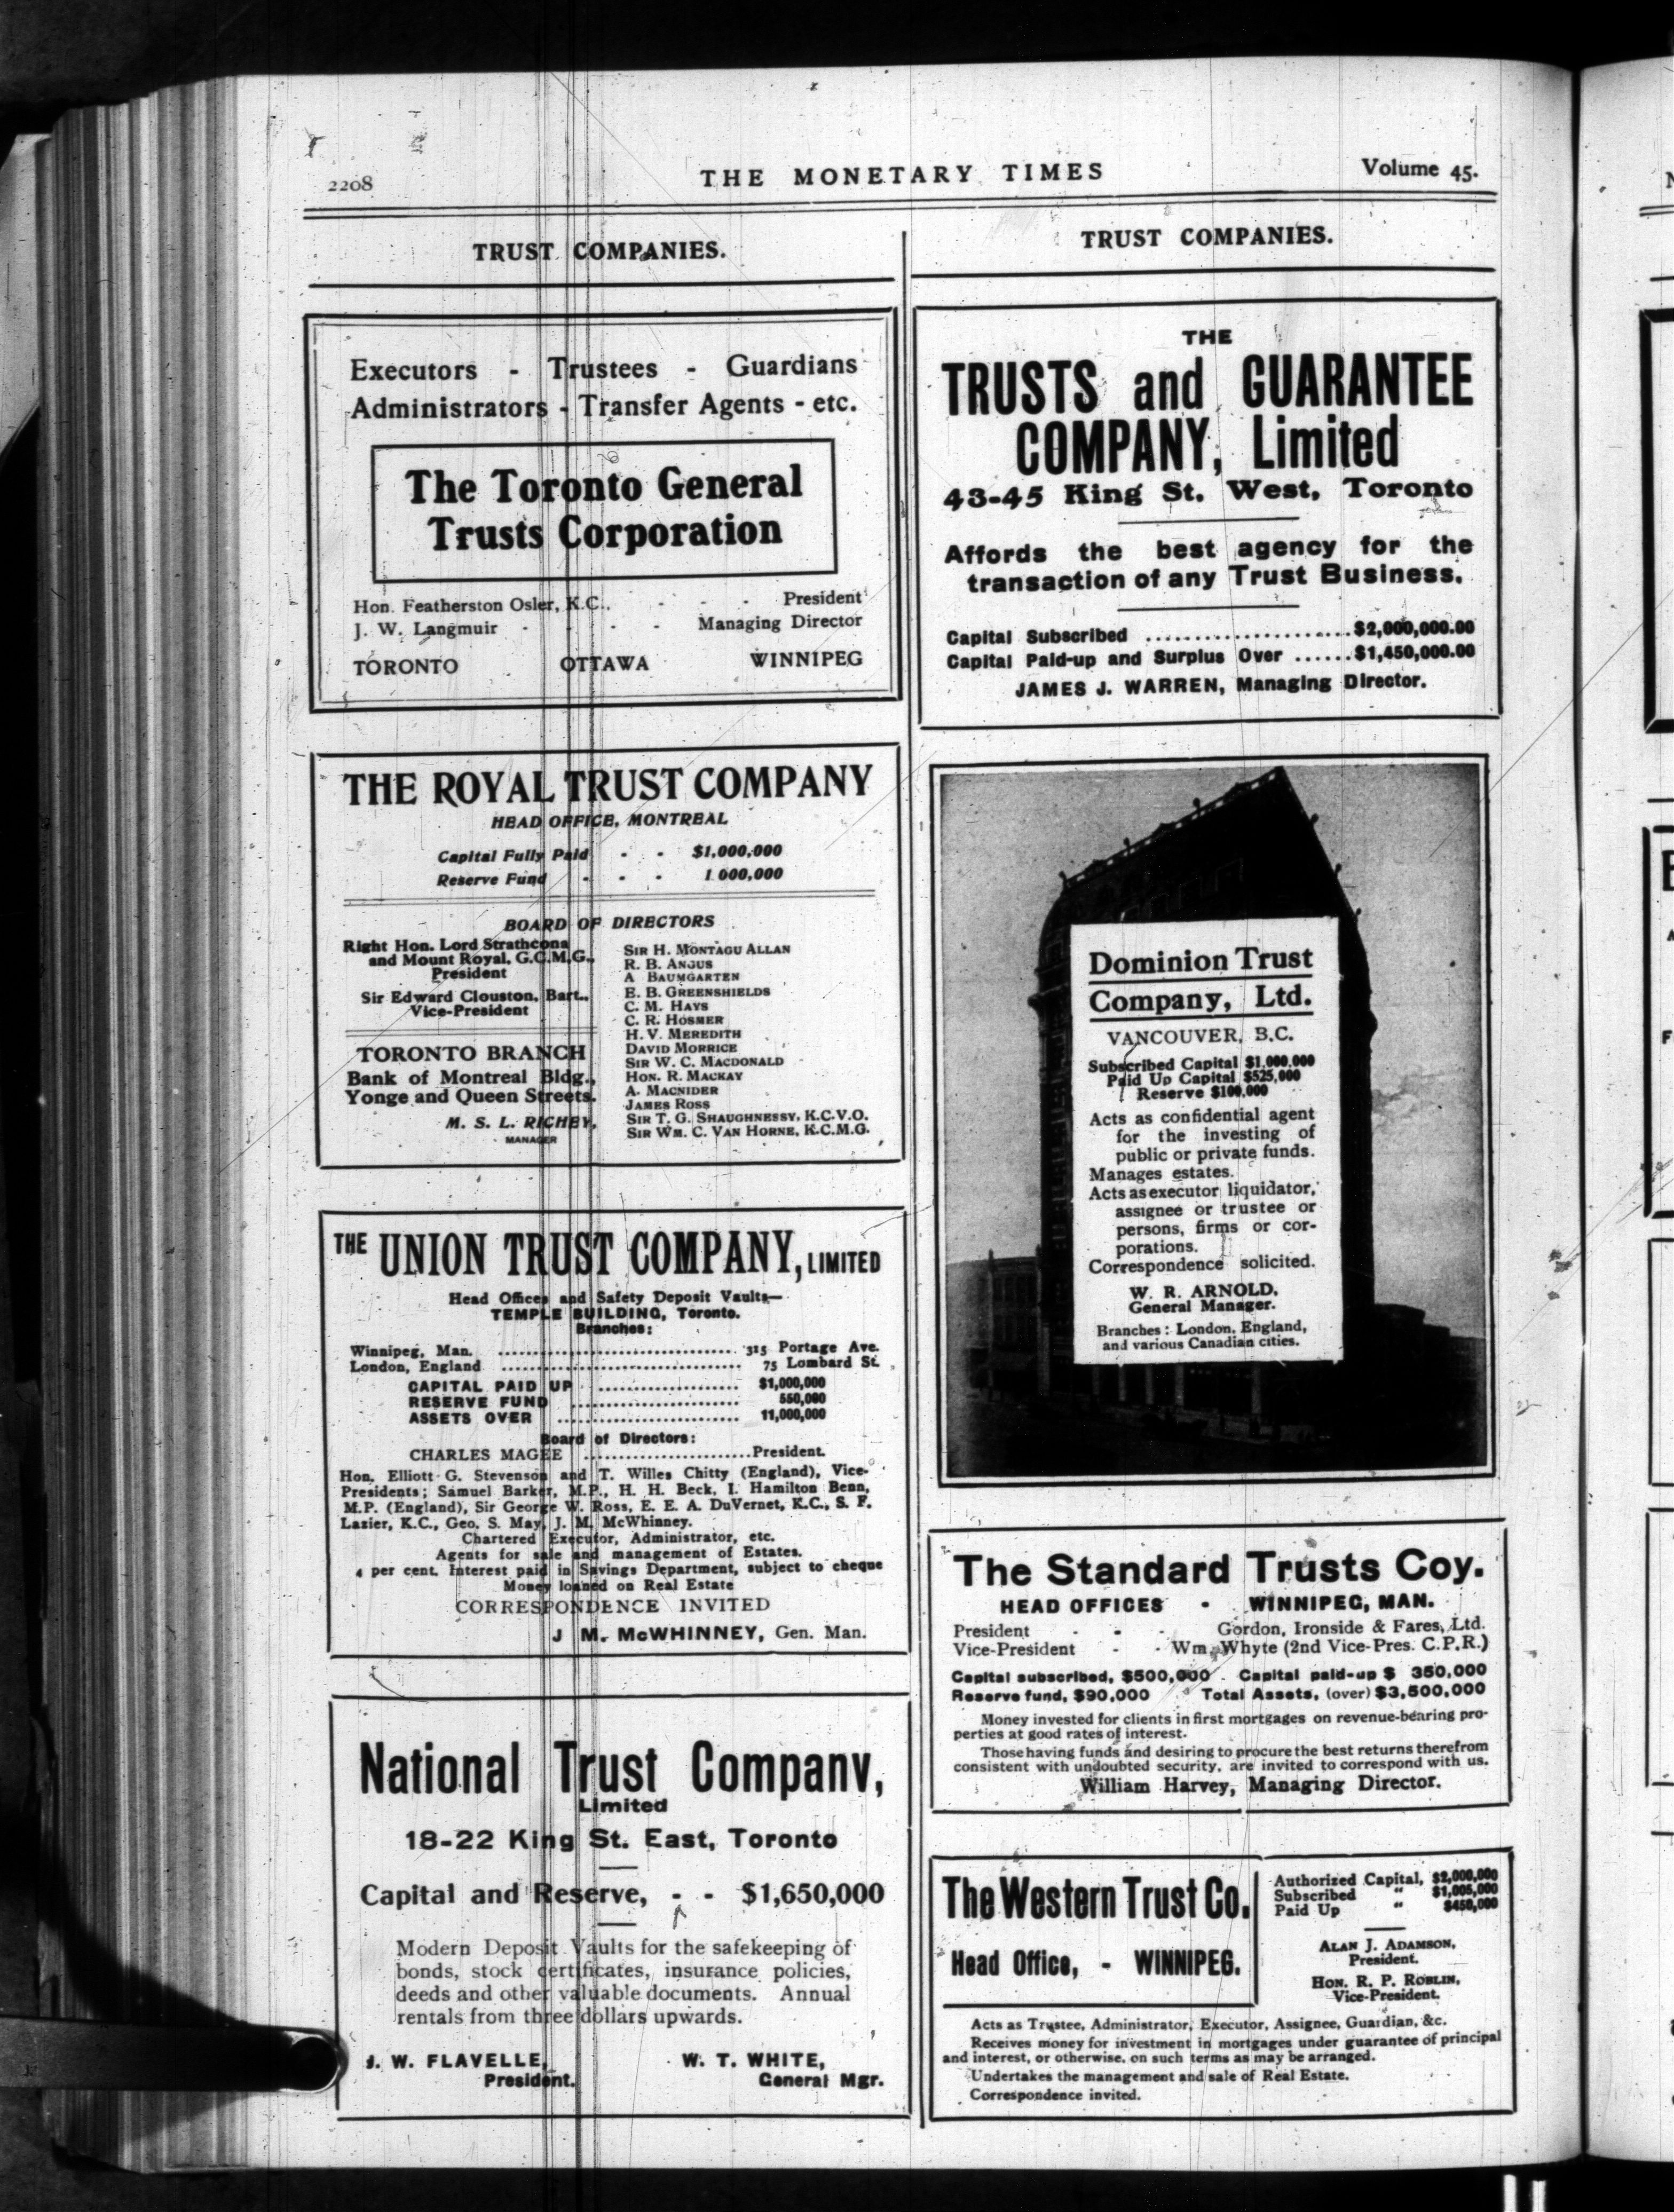 2208
THE MONETARY TIMES
Volume 45.
TRUST COMPANIES.
Executors - Trustees - Guardians
Administrators - Transfer Agents - etc.
The Toronto General
Trusts Corporation
Hon. Featherston Osler, K.C. - - - President
J. W. Langmuir - - - - Managing Director
TORONTO OTTAWA WINNIPEG
THE ROYAL TRUST COMPANY
HEAD OFFICE, MONTREAL
Capital Fully Paid - - $1,000,000
Reserve Fund - - - 1 000,000
BOARD OF DIRECTORS
Right Hon. Lord Strathcona
and Mount Royal, G.C.M.G.,
President
Sir Edward Clouston, Bart.,
Vice-President
TORONTO BRANCH
Bank of Montreal Bldg.,
Yonge and Queen Streets.
M. S. L. RICHEY,
MANAGER
SIR H. MONTAGU ALLAN
R. B. ANGUS
A BAUMGARTEN
E. B. GREENSHIELDS
C. M. HAYS
C. R. HOSMER
H. V. MEREDITH
DAVID MORRICE
SIR W. C. MACDONALD
HON. R. MACKAY
A. MACNIDER
JAMES ROSS
SIR T. G. SHAUGHNESSY, K.C.V.O.
SIR WM. C. VAN HORNE, K.C.M.G.
THE UNION TRUST COMPANY, LIMITED
Head Offices and Safety Deposit Vaults—
TEMPLE BUILDING, Toronto.
Branches:
Winnipeg, Man. .......... 315 Portage Ave.
London, England .......... 75 Lombard St.
CAPITAL PAID UP .......... $1,000,000
RESERVE FUND .......... 550,000
ASSETS OVER .......... 11,000,000
Board of Directors:
CHARLES MAGEE .......... President.
Hon. Elliott G. Stevenson and T. Willes Chitty (England), Vice-
Presidents; Samuel Barker, M.P., H. H. Beck, I. Hamilton Benn,
M.P. (England), Sir George W. Ross, E. E. A. DuVernet, K.C., S. F.
Lazier, K.C., Geo. S. May, J. M. McWhinney.
Chartered Executor, Administrator, etc.
Agents for sale and management of Estates.
4 per cent. Interest paid in Savings Department, subject to cheque
Money loaned on Real Estate
CORRESPONDENCE INVITED
J M. McWHINNEY, Gen. Man.
National Trust Company,
Limited
18-22 King St. East, Toronto
Capital and Reserve, - - $1,650,000
Modern Deposit Vaults for the safekeeping of
bonds, stock certificates, insurance policies,
deeds and other valuable documents. Annual
rentals from three dollars upwards.
J. W. FLAVELLE,
President.
W. T. WHITE,
General Mgr.
TRUST COMPANIES.
THE
TRUSTS and GUARANTEE
COMPANY, Limited
43-45 King St. West, Toronto
Affords the best agency for the
transaction of any Trust Business.
Capital Subscribed .......... $2,000,000.00
Capital Paid-up and Surplus Over ...... $1,450,000.00
JAMES J. WARREN, Managing Director.
Dominion Trust
Company, Ltd.
VANCOUVER, B.C.
Subscribed Capital $1,000,000
Paid Up Capital $525,000
Reserve $100,000
Acts as confidential agent
for the investing of
public or private funds.
Manages estates.
Acts as executor liquidator,
assignee or trustee or
persons, firms or cor-
porations.
Correspondence solicited.
W. R. ARNOLD,
General Manager.
Branches: London, England,
and various Canadian cities.
The Standard Trusts Coy.
HEAD OFFICES - WINNIPEG, MAN.
President - - - Gordon, Ironside & Fares, Ltd.
Vice-President - - Wm. Whyte (2nd Vice-Pres. C.P.R.)
Capital subscribed, $500,000 Capital paid-up $ 350,000
Reserve fund, $90,000 Total Assets, (over) $3,500,000
Money invested for clients in first mortgages on revenue-bearing pro-
perties at good rates of interest.
Those having funds and desiring to procure the best returns therefrom
consistent with undoubted security, are invited to correspond with us.
William Harvey, Managing Director.
The Western Trust Co.
Head Office, - WINNIPEG.
Authorized Capital, $2,000,000
Subscribed " $1,005,000
Paid Up " $450,000
ALAN J. ADAMSON,
President.
HON. R. P. ROBLIN,
Vice-President.
Acts as Trustee, Administrator, Executor, Assignee, Guardian, &c.
Receives money for investment in mortgages under guarantee of principal
and interest, or otherwise, on such terms as may be arranged.
Undertakes the management and sale of Real Estate.
Correspondence invited.